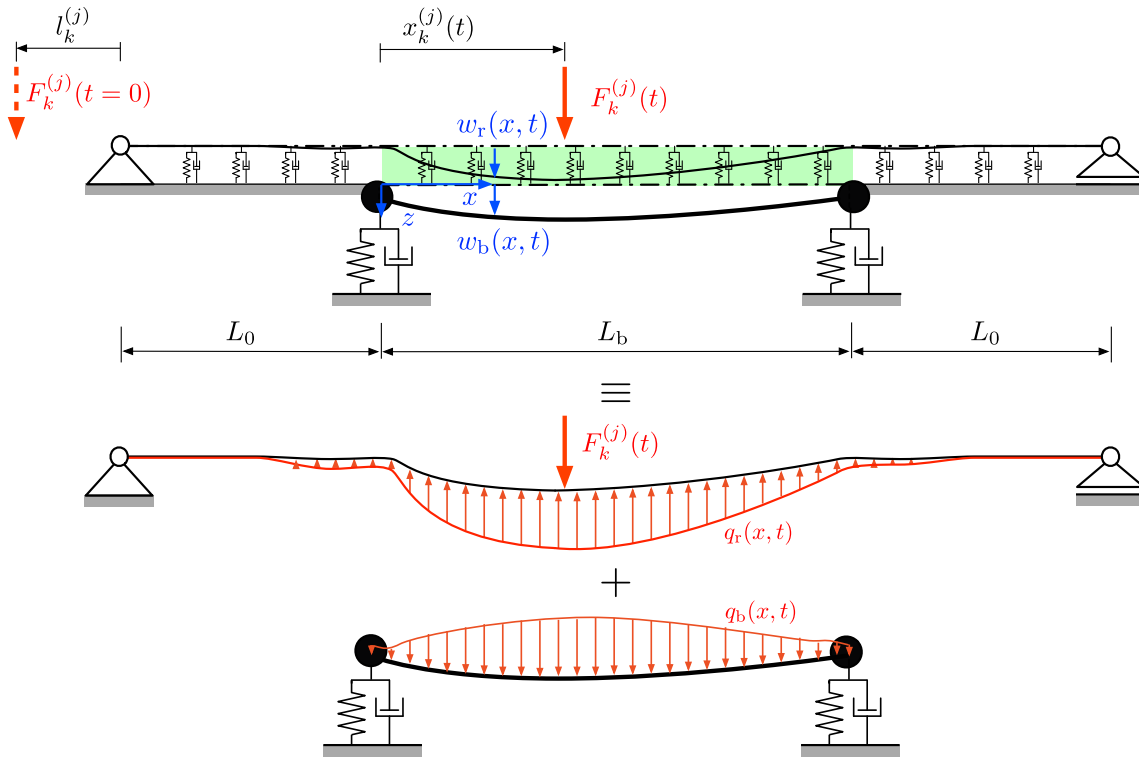 l_k^{(j)}
x_k^{(j)}(t)
F_k^{(j)}(t = 0)
F_k^{(j)}(t)
w_r(x, t)
x
z
w_b(x, t)
L_0
L_b
L_0
≡
F_k^{(j)}(t)
q_r(x, t)
+
q_b(x, t)